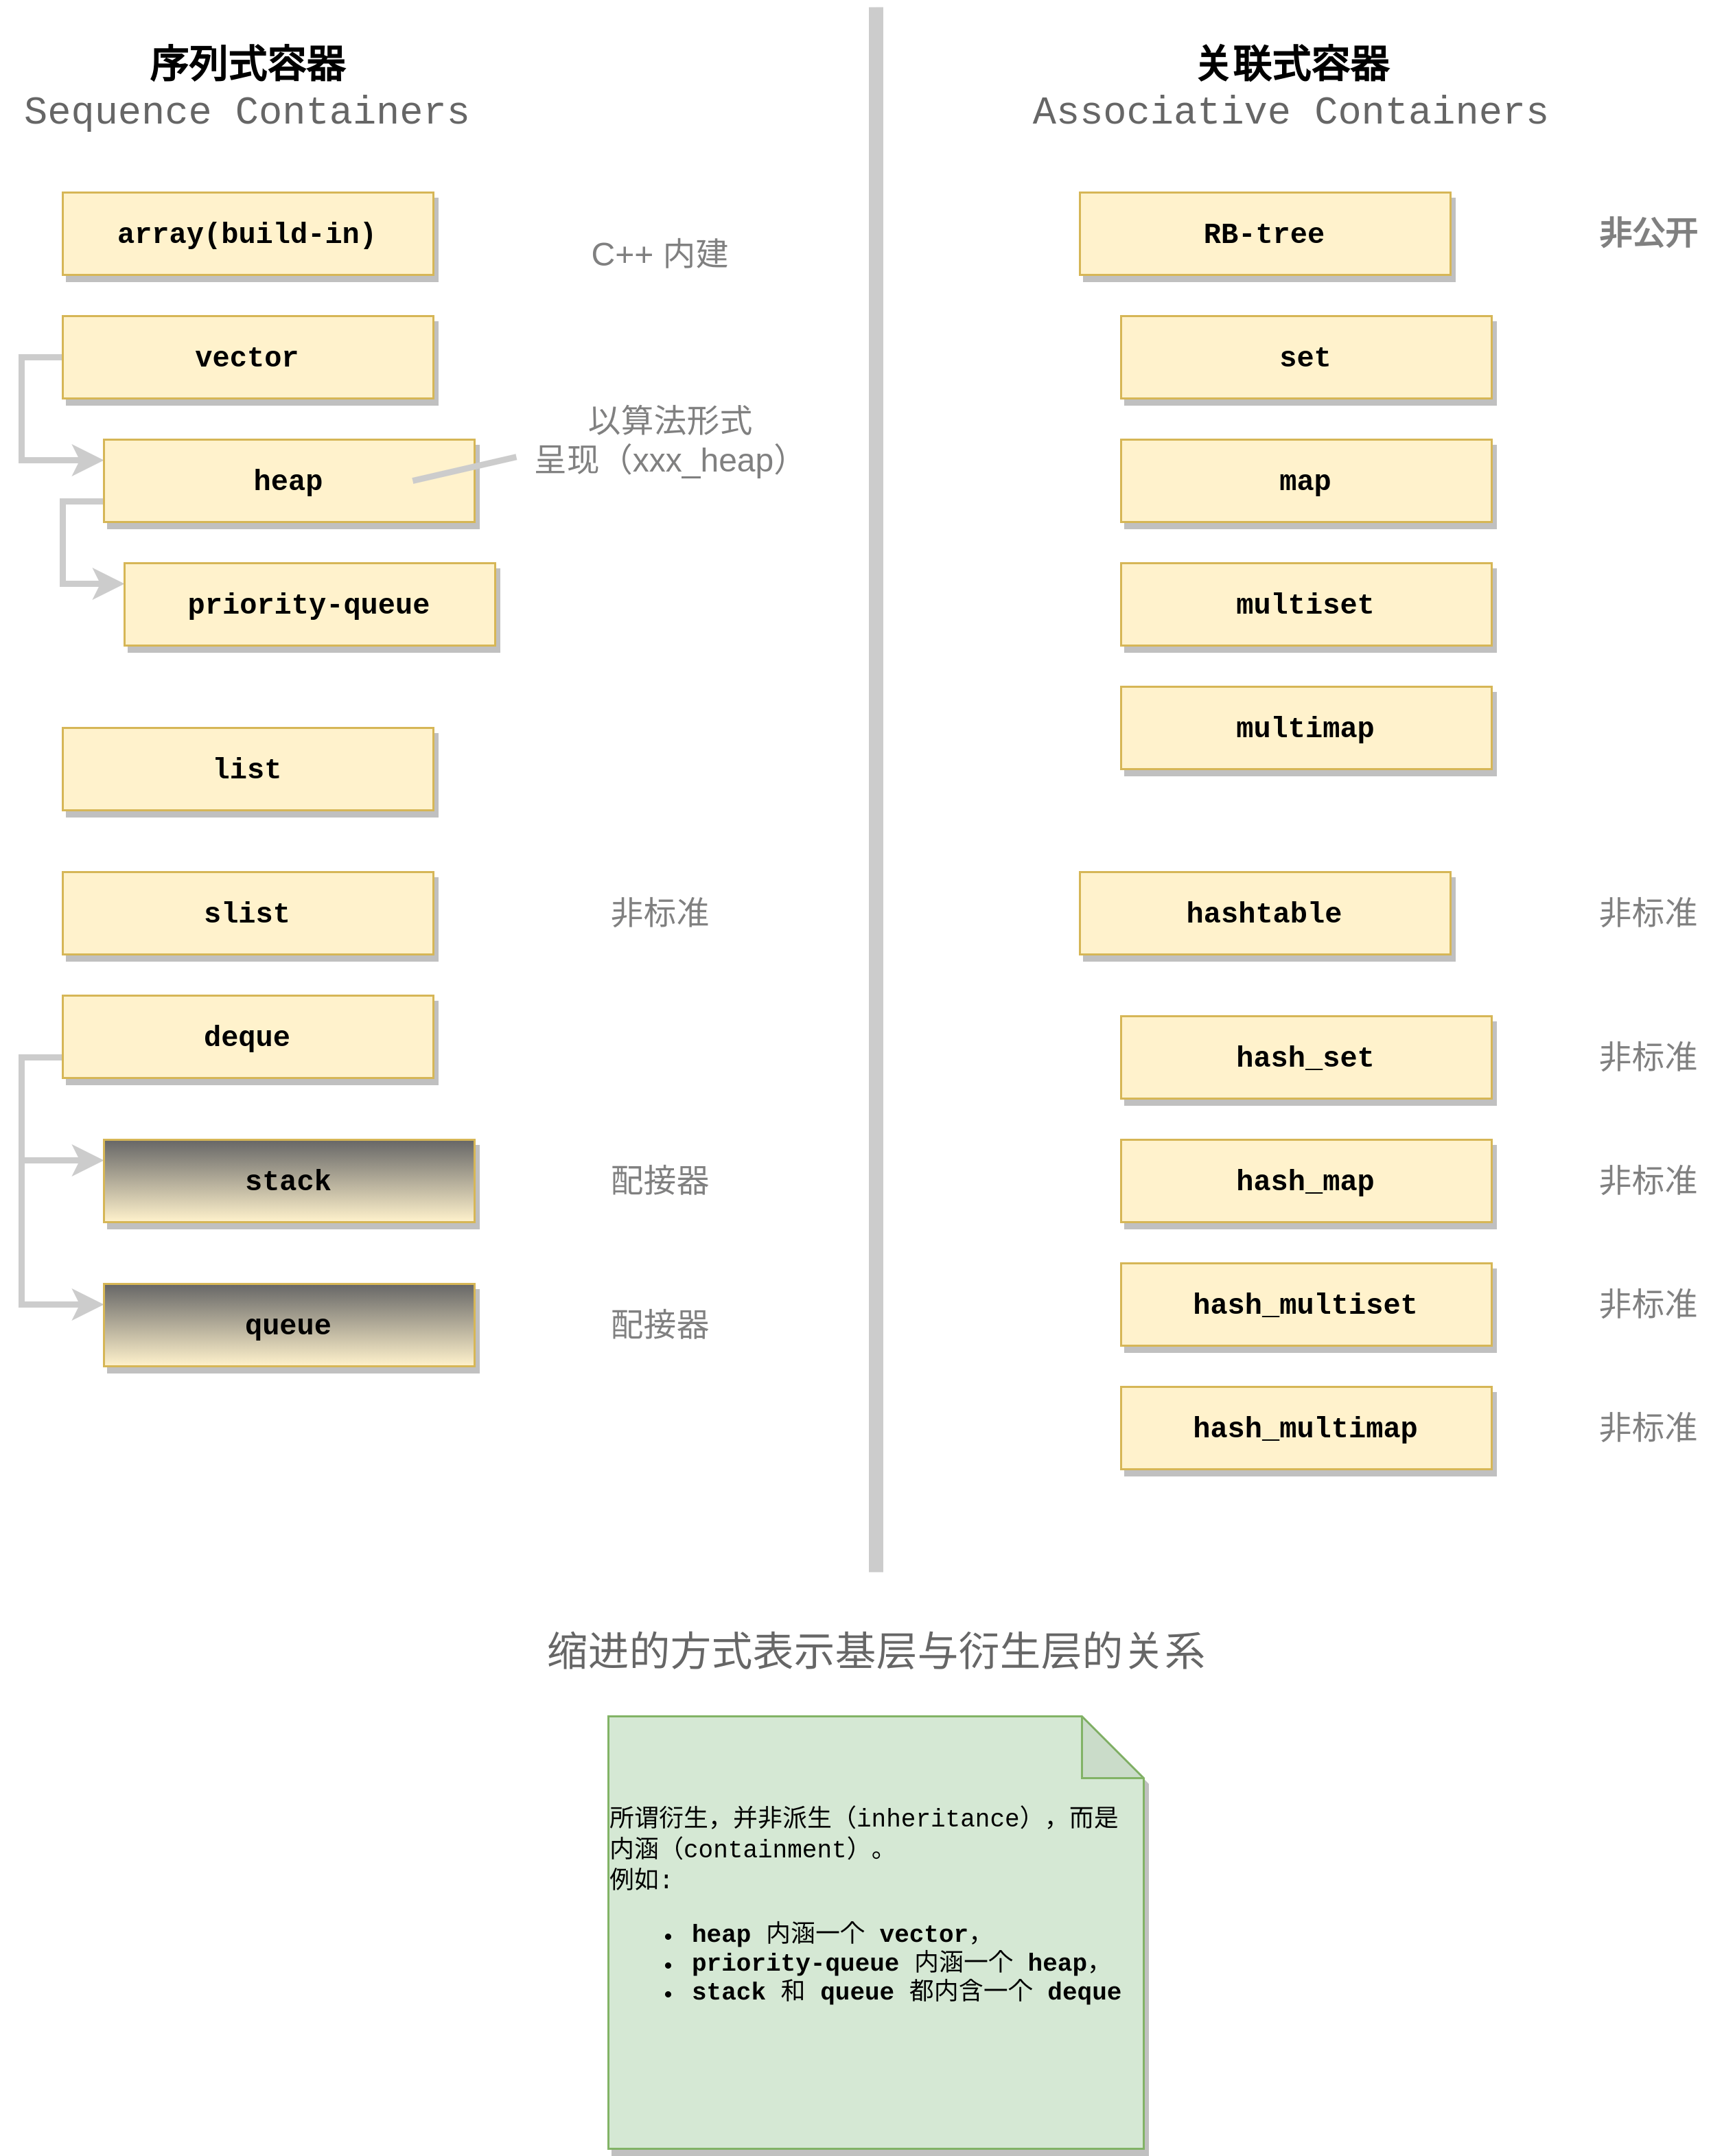 序列式容器
Sequence Containers
array(build-in)
C++ 内建
vector
以算法形式
呈现（xxx_heap）
heap
priority-queue
list
slist
非标准
deque
stack
配接器
queue
配接器
关联式容器
Associative Containers
RB-tree
非公开
set
map
multiset
multimap
hashtable
非标准
hash_set
非标准
hash_map
非标准
hash_multiset
非标准
hash_multimap
非标准
缩进的方式表示基层与衍生层的关系
所谓衍生，并非派生（inheritance），而是
内涵（containment）。
例如：
• heap 内涵一个 vector，
• priority-queue 内涵一个 heap，
• stack 和 queue 都内含一个 deque